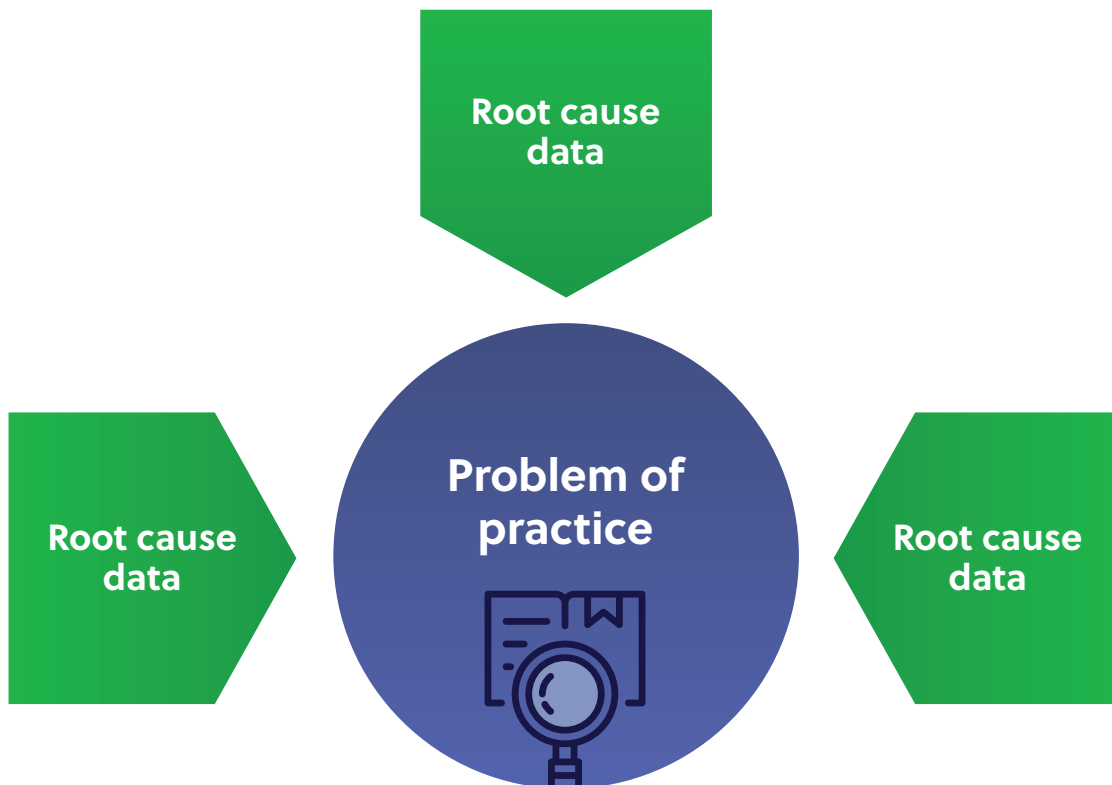 Root cause
data
Problem of
practice
Root cause
data
Root cause
data